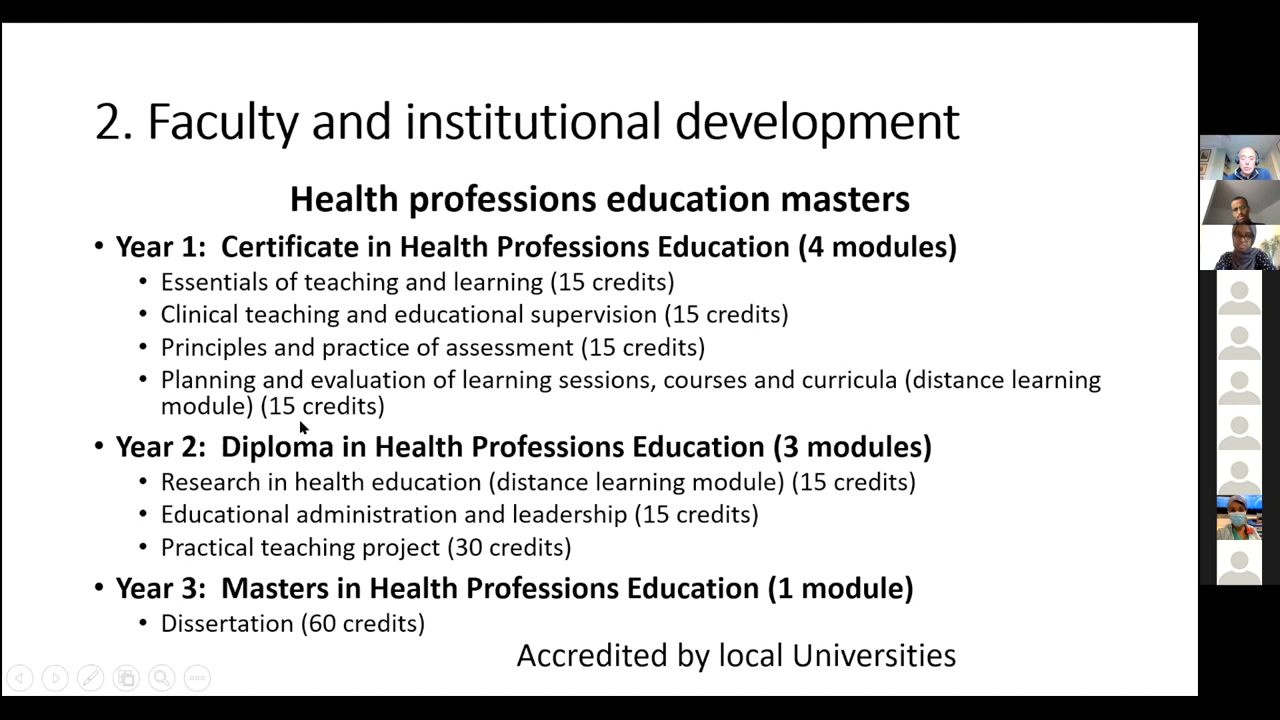 2. Faculty and institutional development
Health professions education masters
• Year 1: Certificate in Health Professions Education (4 modules)
• Essentials of teaching and learning (15 credits)
• Clinical teaching and educational supervision (15 credits)
• Principles and practice of assessment (15 credits)
• Planning and evaluation of learning sessions, courses and curricula (distance learning
module) (15 credits)
• Year 2: Diploma in Health Professions Education (3 modules)
• Research in health education (distance learning module) (15 credits)
• Educational administration and leadership (15 credits)
• Practical teaching project (30 credits)
• Year 3: Masters in Health Professions Education (1 module)
• Dissertation (60 credits)
Accredited by local Universities